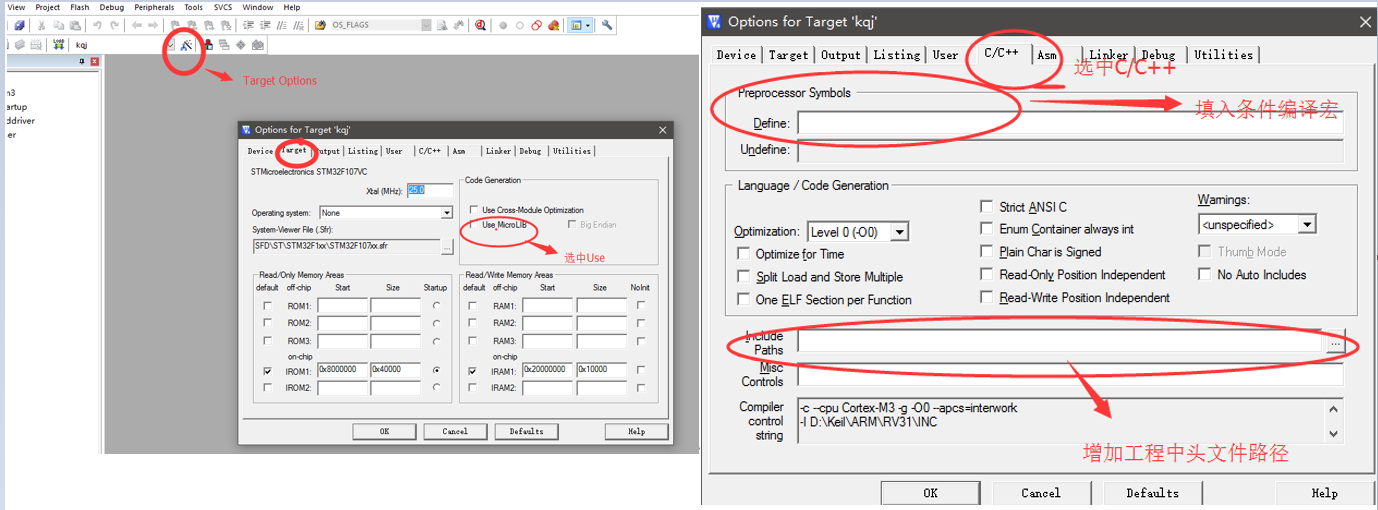 View Project Flash Debug Peripherals Tools SVCS Window Help
OS_FLAGS
LOAD
kqj
Target Options
m3
artup
ddriver
ser
Options for Target 'kqj'
Device Target Output Listing User C/C++ Asm Linker Debug Utilities
STMicroelectronics STM32F107VC
Xtal (MHz): 25.0
Operating system: None
System-Viewer File (.Sfr):
SFD\ST\STM32F1xx\STM32F107xx.sfr ...
Code Generation
Use Cross-Module Optimization
Use MicroLIB Big Endian
选中Use
Read/Only Memory Areas
default off-chip Start Size Startup
ROM1:
ROM2:
ROM3:
on-chip
IROM1: 0x8000000 0x40000
IROM2:
Read/Write Memory Areas
default off-chip Start Size NoInit
RAM1:
RAM2:
RAM3:
on-chip
IRAM1: 0x20000000 0x10000
IRAM2:
OK Cancel Defaults Help
Options for Target 'kqj'
Device Target Output Listing User C/C++ Asm Linker Debug Utilities
选中C/C++
Preprocessor Symbols
填入条件编译宏
Define:
Undefine:
Language / Code Generation
Optimization: Level 0 (-O0)
Optimize for Time
Split Load and Store Multiple
One ELF Section per Function
Strict ANSI C
Enum Container always int
Plain Char is Signed
Read-Only Position Independent
Read-Write Position Independent
Warnings:
<unspecified>
Thumb Mode
No Auto Includes
Include
Paths
...
Misc
Controls
Compiler
control
string
-c --cpu Cortex-M3 -g -O0 --apcs=interwork
-I D:\Keil\ARM\RV31\INC
增加工程中头文件路径
OK Cancel Defaults Help